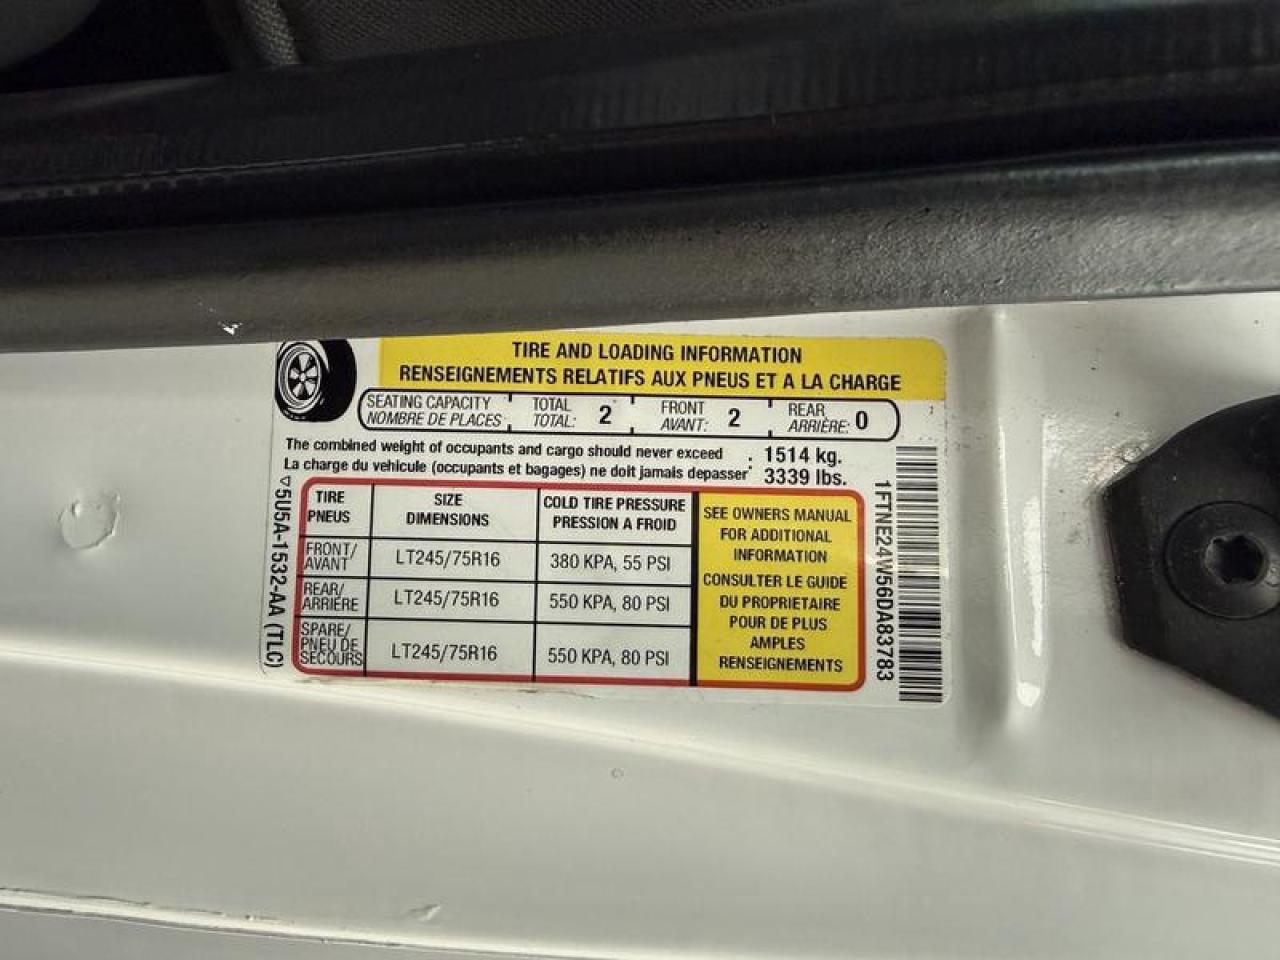 TIRE AND LOADING INFORMATION
RENSEIGNEMENTS RELATIFS AUX PNEUS ET A LA CHARGE
SEATING CAPACITY TOTAL 2 FRONT 2 REAR 0
NOMBRE DE PLACES: TOTAL: AVANT: ARRIÈRE:
The combined weight of occupants and cargo should never exceed : 1514 kg.
La charge du vehicule (occupants et bagages) ne doit jamais depasser 3339 lbs.
TIRE SIZE COLD TIRE PRESSURE
PNEUS DIMENSIONS PRESSION A FROID
FRONT/
AVANT LT245/75R16 380 KPA, 55 PSI
REAR/
ARRIÈRE LT245/75R16 550 KPA, 80 PSI
SPARE/
PNEU DE
SECOURS LT245/75R16 550 KPA, 80 PSI
SEE OWNERS MANUAL
FOR ADDITIONAL
INFORMATION
CONSULTER LE GUIDE
DU PROPRIETAIRE
POUR DE PLUS
AMPLES
RENSEIGNEMENTS
5U5A-1532-AA (TLC)
1FTNE24W56DA83783